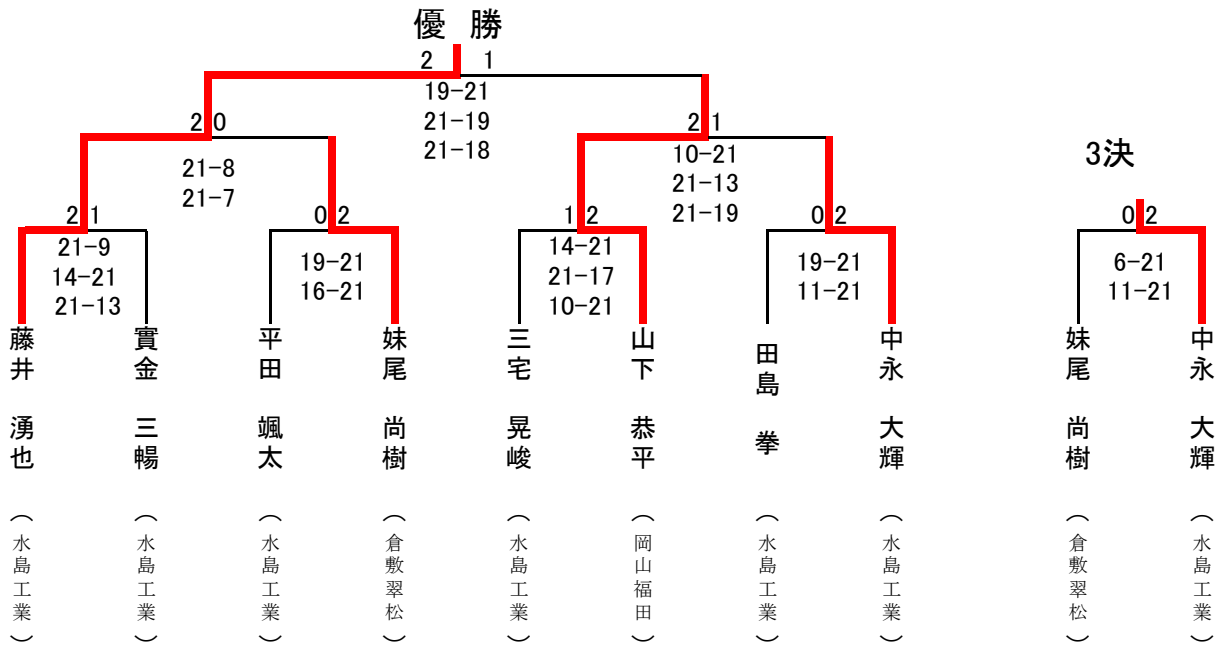 優 勝
2 1
19-21
21-19
21-18
2 0
21-8
21-7
2 1
10-21
21-13
21-19
3決
2 1
21-9
14-21
21-13
0 2
19-21
16-21
1 2
14-21
21-17
10-21
0 2
19-21
11-21
0 2
6-21
11-21
藤井 湧也
(水島工業)
實金 三暢
(水島工業)
平田 颯太
(水島工業)
妹尾 尚樹
(倉敷翠松)
三宅 晃峻
(水島工業)
山下 恭平
(岡山福田)
田島 拳
(水島工業)
中永 大輝
(水島工業)
妹尾 尚樹
(倉敷翠松)
中永 大輝
(水島工業)